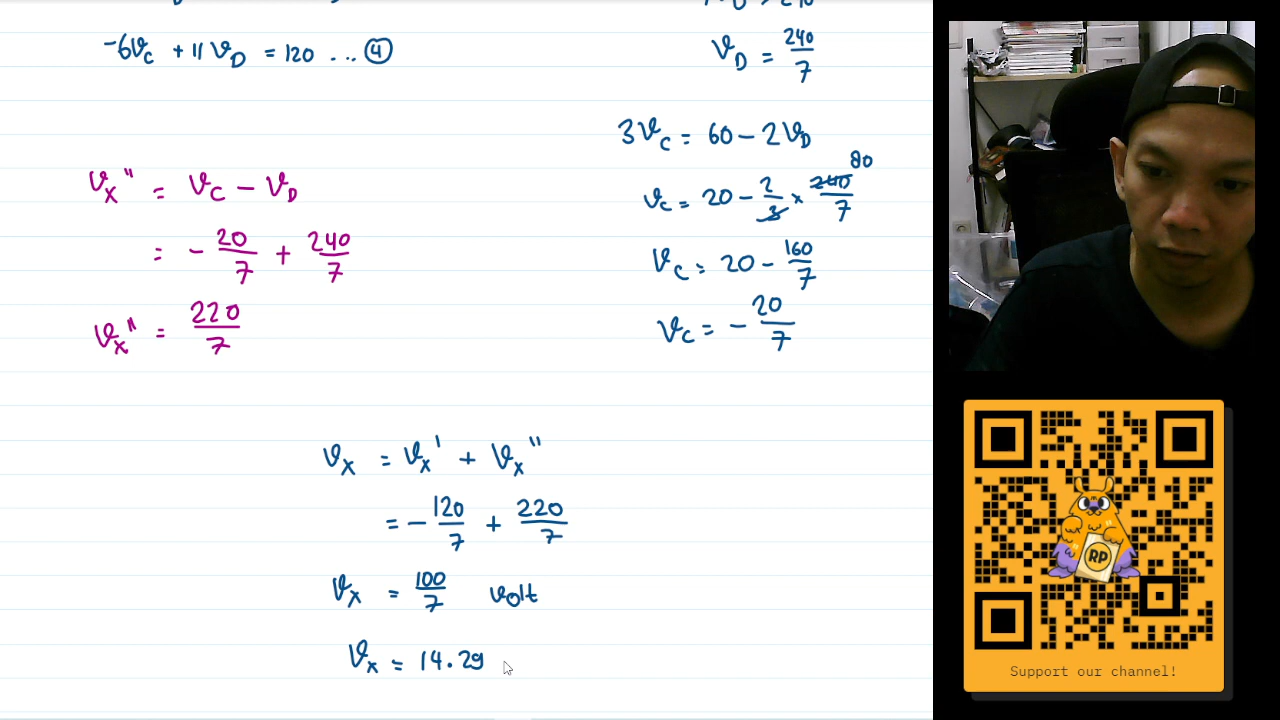 -6v_C + 11v_D = 120 ... ④
v_D = 240/7
3v_C = 60 - 2v_D
v_C = 20 - 2/3 × 240/7 80
v_C = 20 - 160/7
v_C = - 20/7
v_x'' = v_C - v_D
= - 20/7 + 240/7
v_x'' = 220/7
v_x = v_x' + v_x''
= - 120/7 + 220/7
v_x = 100/7 volt
v_x = 14.29
RP
Support our channel!